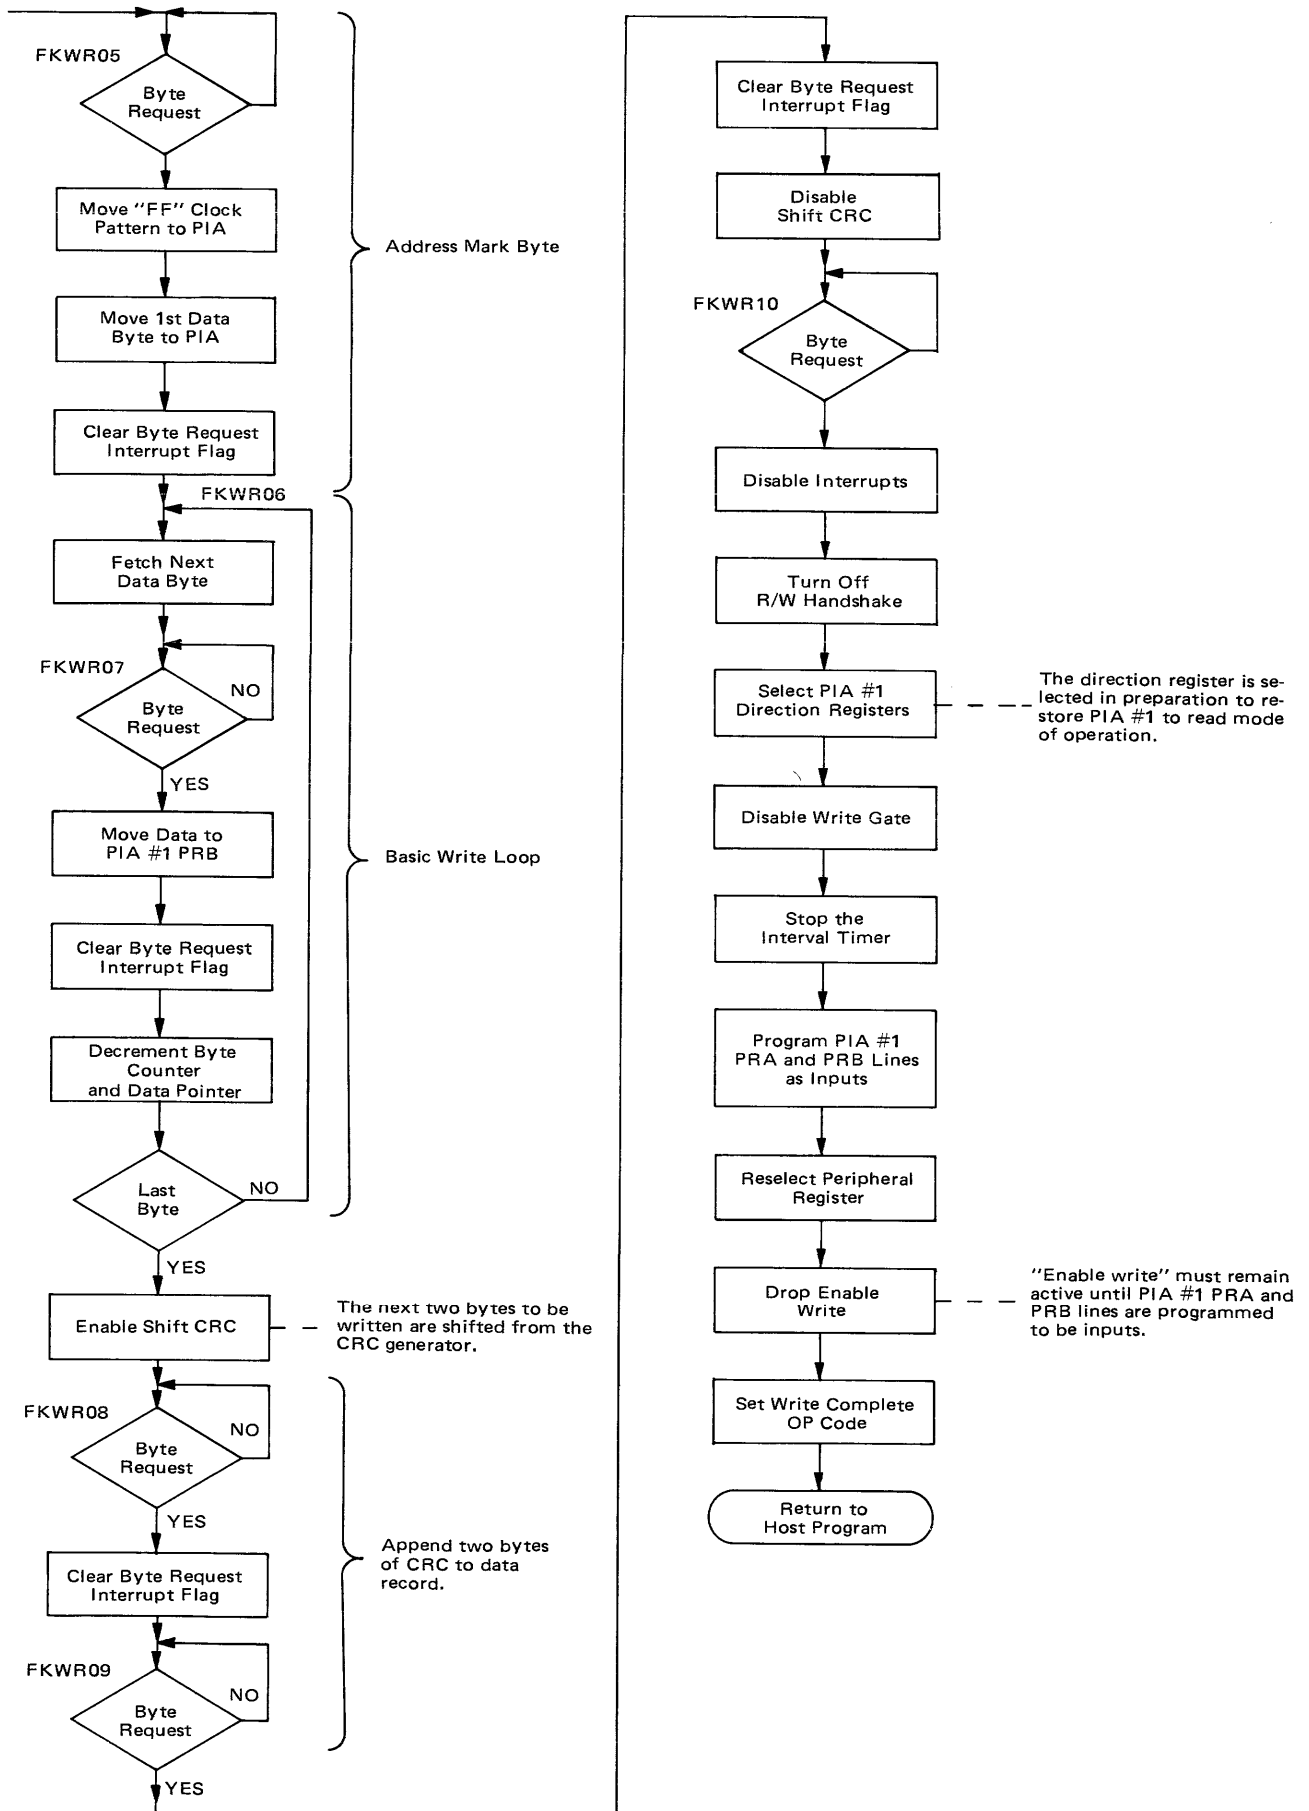 FKWR05
Byte
Request
Move "FF" Clock
Pattern to PIA
Move 1st Data
Byte to PIA
Clear Byte Request
Interrupt Flag
Address Mark Byte
FKWR06
Fetch Next
Data Byte
FKWR07
Byte
Request
NO
YES
Move Data to
PIA #1 PRB
Clear Byte Request
Interrupt Flag
Decrement Byte
Counter
and Data Pointer
Last
Byte
NO
YES
Basic Write Loop
Enable Shift CRC
The next two bytes to be
written are shifted from the
CRC generator.
FKWR08
Byte
Request
NO
YES
Clear Byte Request
Interrupt Flag
FKWR09
Byte
Request
NO
YES
Append two bytes
of CRC to data
record.
Clear Byte Request
Interrupt Flag
Disable
Shift CRC
FKWR10
Byte
Request
Disable Interrupts
Turn Off
R/W Handshake
Select PIA #1
Direction Registers
The direction register is se-
lected in preparation to re-
store PIA #1 to read mode
of operation.
Disable Write Gate
Stop the
Interval Timer
Program PIA #1
PRA and PRB Lines
as Inputs
Reselect Peripheral
Register
Drop Enable
Write
"Enable write" must remain
active until PIA #1 PRA and
PRB lines are programmed
to be inputs.
Set Write Complete
OP Code
Return to
Host Program